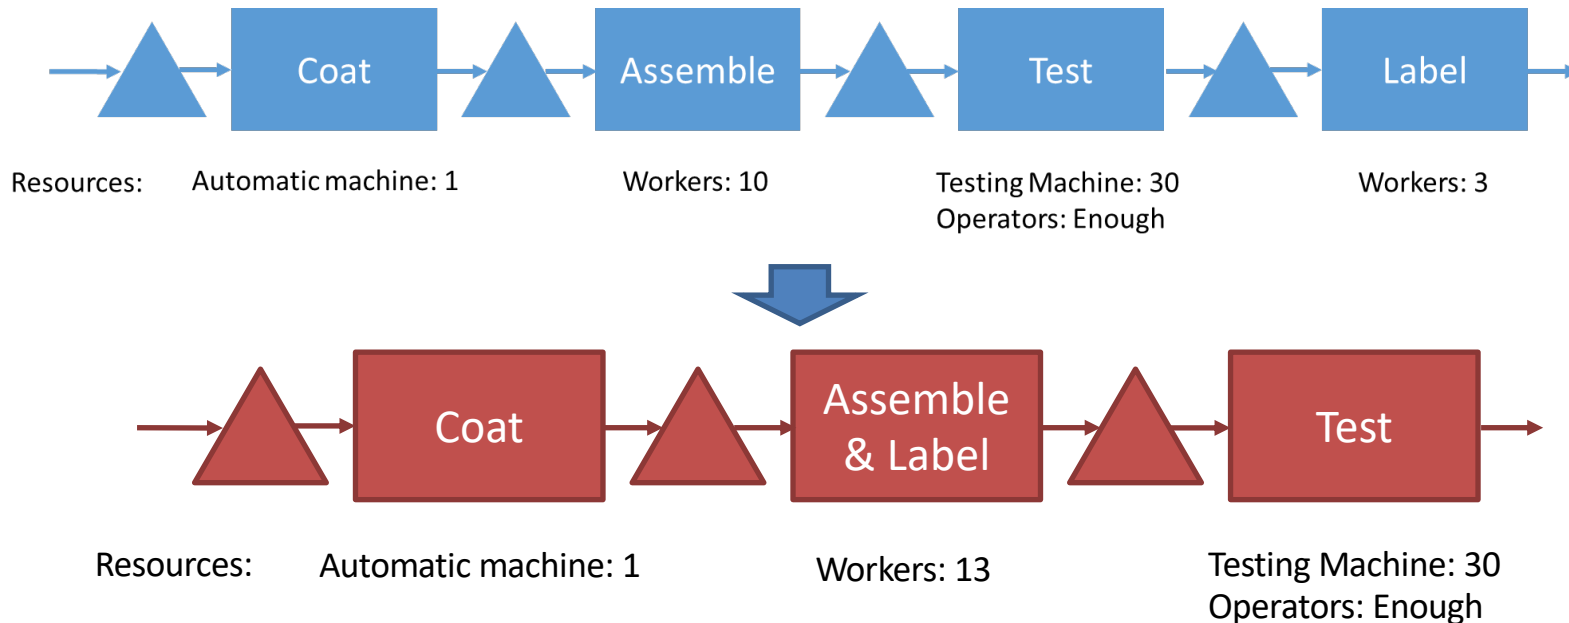 Coat
Assemble
Test
Label
Resources:
Automatic machine: 1
Workers: 10
Testing Machine: 30
Operators: Enough
Workers: 3
Coat
Assemble
& Label
Test
Resources:
Automatic machine: 1
Workers: 13
Testing Machine: 30
Operators: Enough